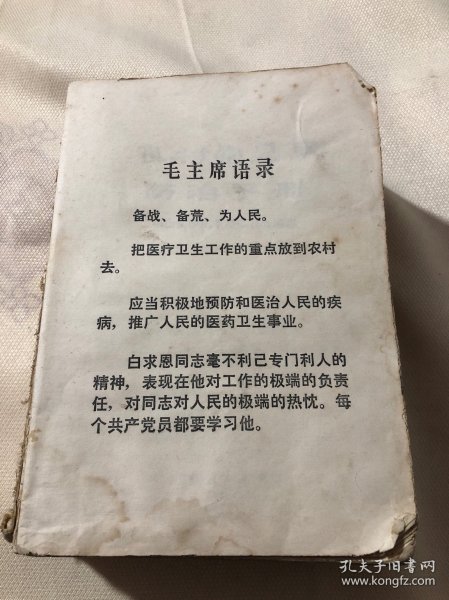 毛主席语录
备战、备荒、为人民。
把医疗卫生工作的重点放到农村
去。
应当积极地预防和医治人民的疾
病，推广人民的医药卫生事业。
白求恩同志毫不利己专门利人的
精神，表现在他对工作的极端的负责
任，对同志对人民的极端的热忱。每
个共产党员都要学习他。
孔夫子旧书网
www.kongfz.com